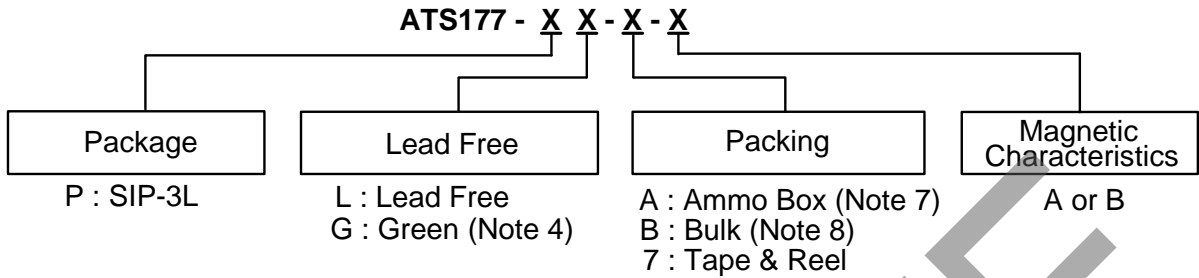 ATS177 - X X - X - X
Package
Lead Free
Packing
Magnetic
Characteristics
P : SIP-3L
L : Lead Free
G : Green (Note 4)
A : Ammo Box (Note 7)
B : Bulk (Note 8)
7 : Tape & Reel
A or B